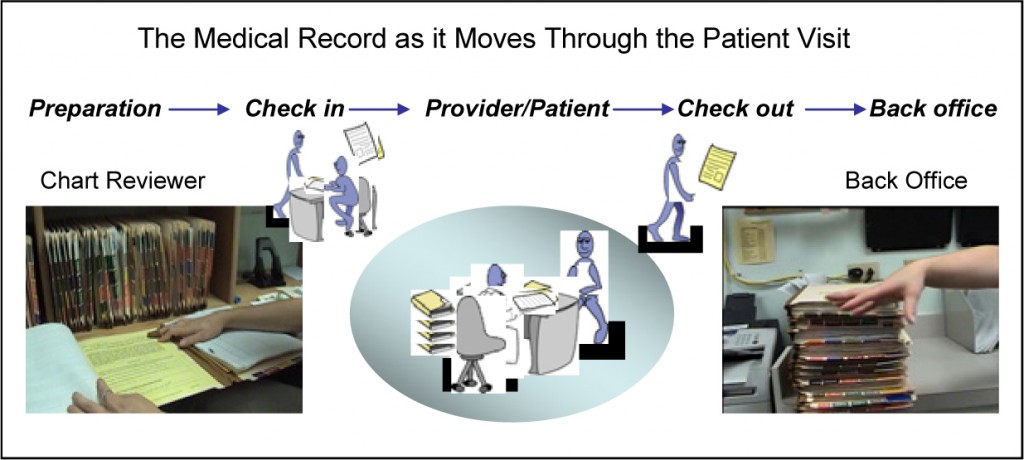 The Medical Record as it Moves Through the Patient Visit
Preparation Check in Provider/Patient Check out Back office
Chart Reviewer
Back Office